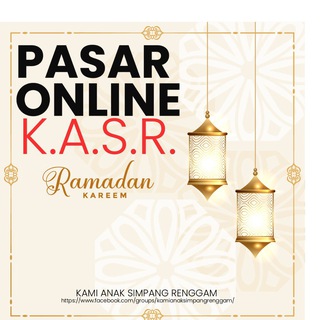 PASAR
ONLINE
K.A.S.R.
Ramadan
KAREEM
KAMI ANAK SIMPANG RENGGAM
https://www.facebook.com/groups/kamianaksimpangrenggam/